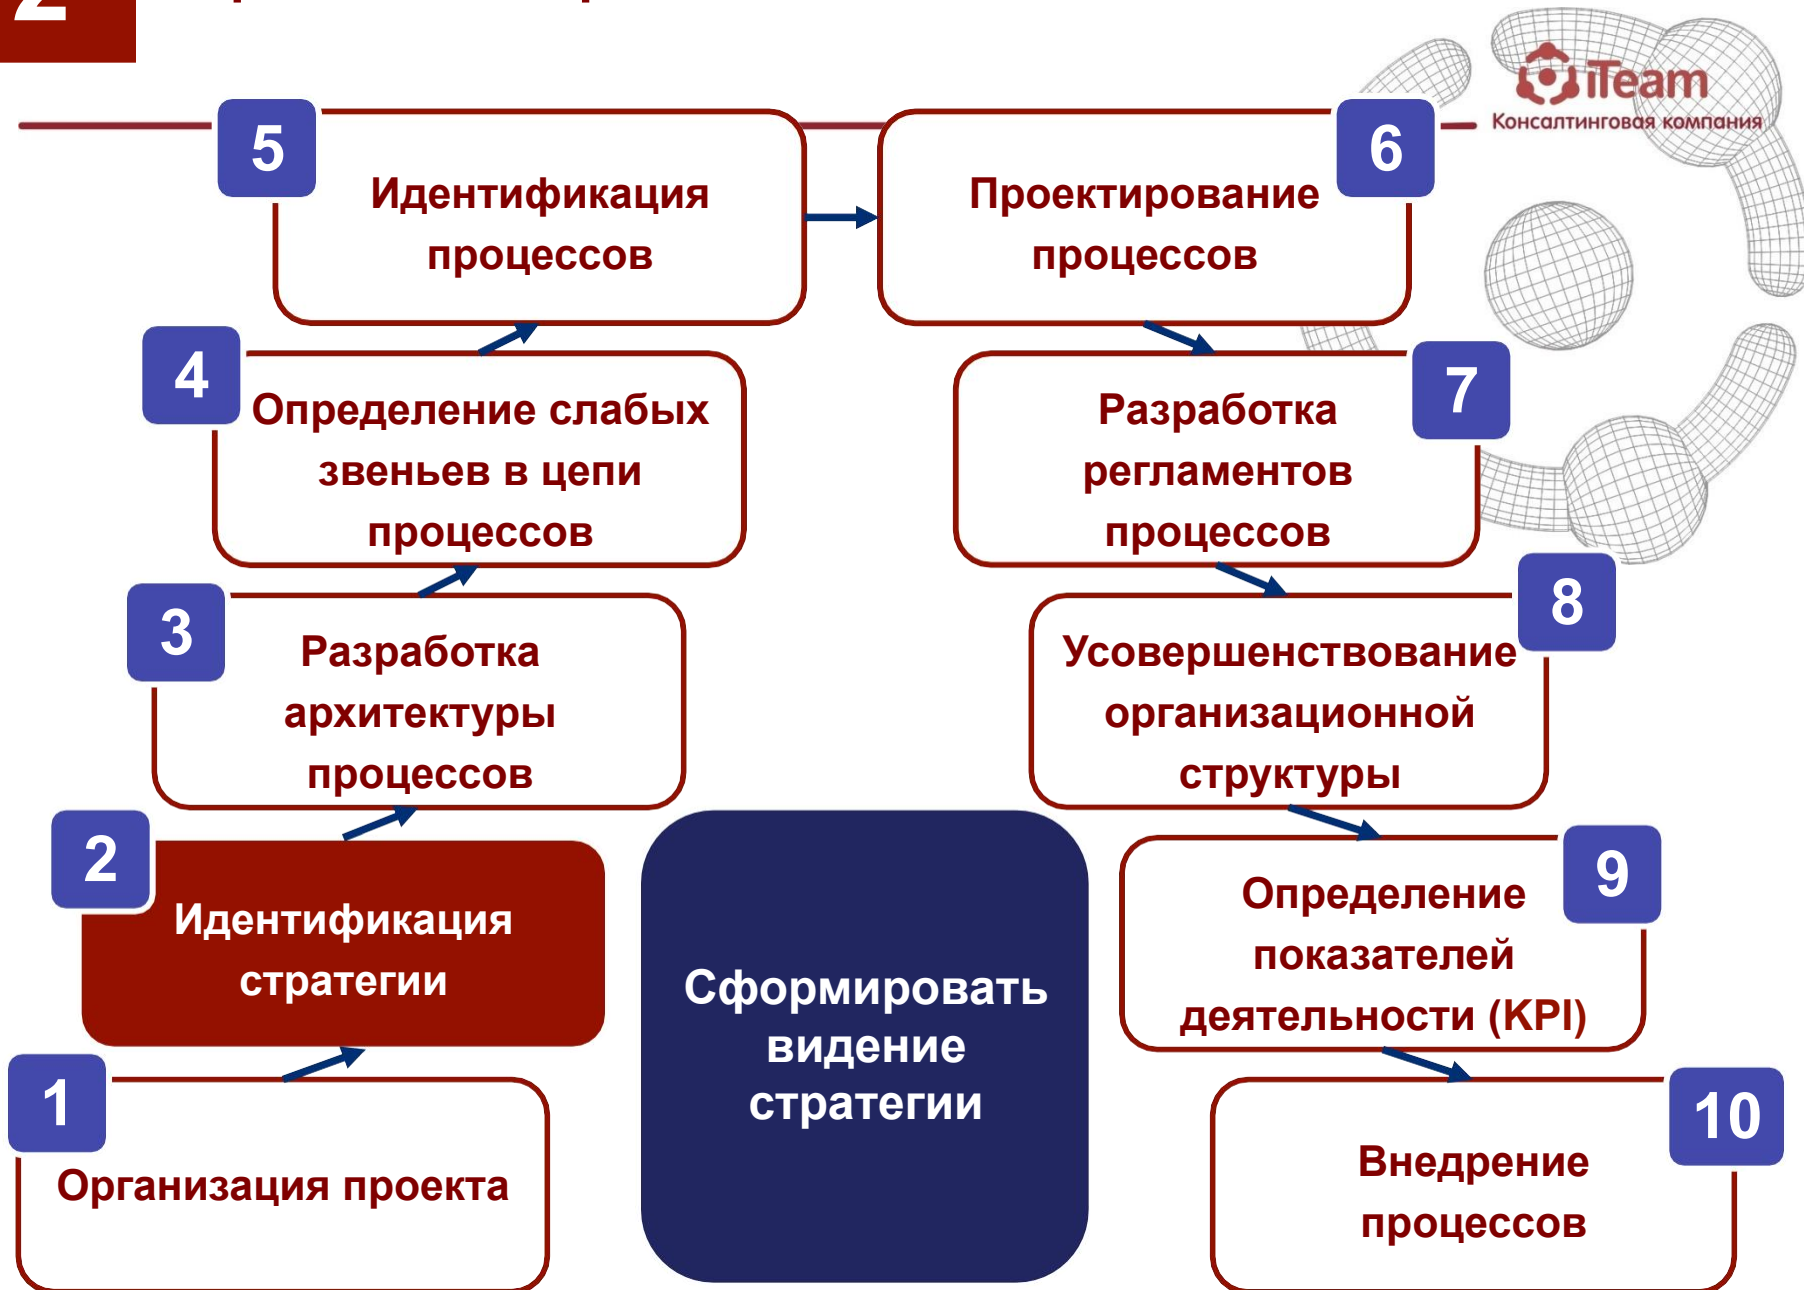 2
iTeam
Консалтинговая компания
5
Идентификация
процессов
6
Проектирование
процессов
4
Определение слабых
звеньев в цепи
процессов
7
Разработка
регламентов
процессов
3
Разработка
архитектуры
процессов
8
Усовершенствование
организационной
структуры
2
Идентификация
стратегии
Сформировать
видение
стратегии
9
Определение
показателей
деятельности (KPI)
1
Организация проекта
10
Внедрение
процессов